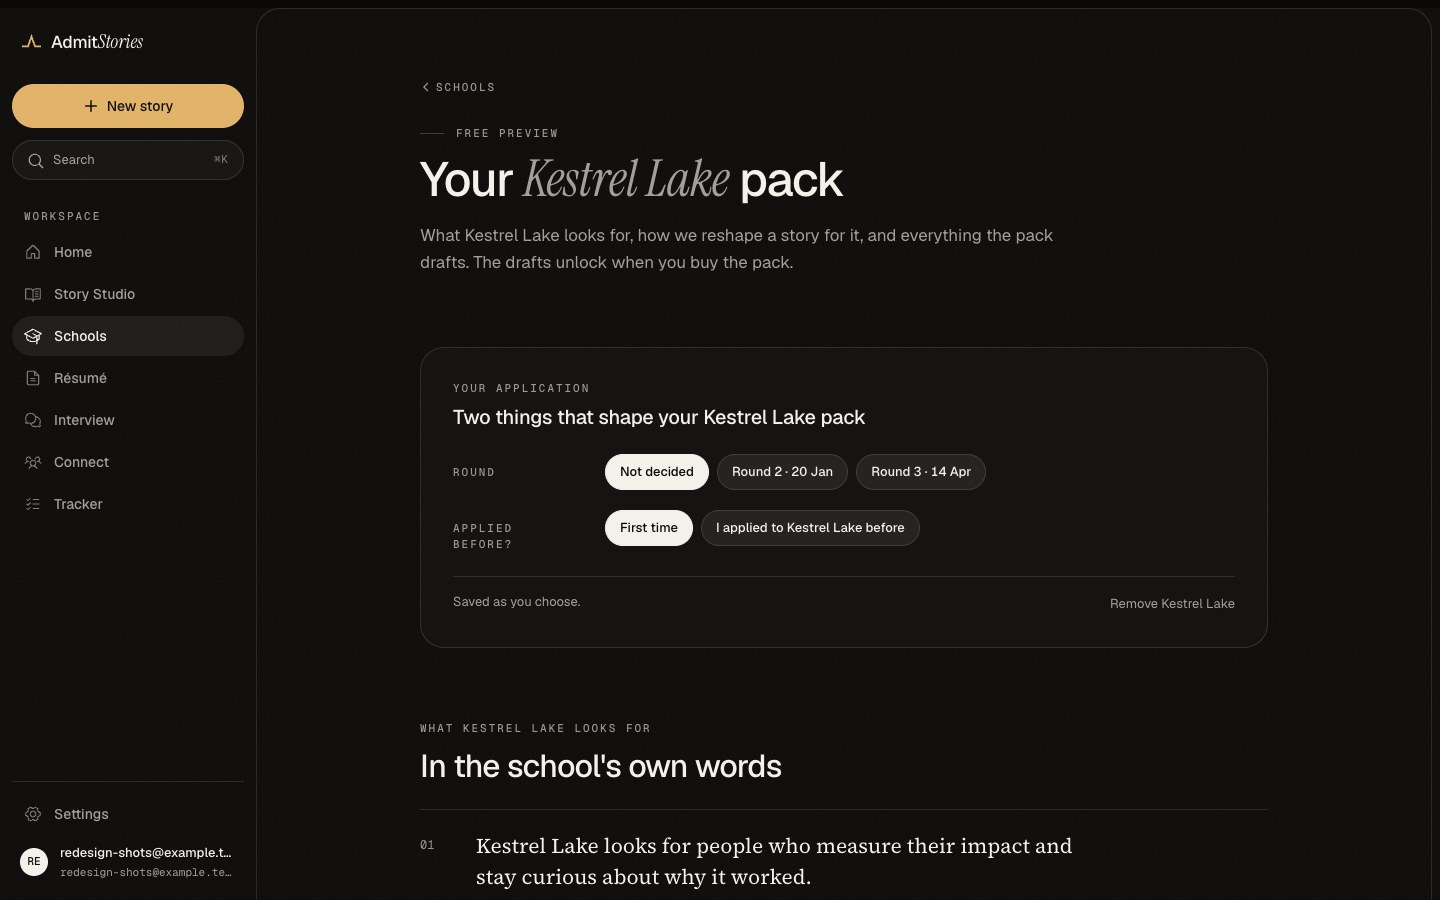 AdmitStories
New story
Search ⌘K
WORKSPACE
Home
Story Studio
Schools
Résumé
Interview
Connect
Tracker
Settings
RE
redesign-shots@example.t…
redesign-shots@example.te…
SCHOOLS
FREE PREVIEW
Your Kestrel Lake pack
What Kestrel Lake looks for, how we reshape a story for it, and everything the pack
drafts. The drafts unlock when you buy the pack.
YOUR APPLICATION
Two things that shape your Kestrel Lake pack
ROUND
Not decided
Round 2 · 20 Jan
Round 3 · 14 Apr
APPLIED
BEFORE?
First time
I applied to Kestrel Lake before
Saved as you choose.
Remove Kestrel Lake
WHAT KESTREL LAKE LOOKS FOR
In the school's own words
01
Kestrel Lake looks for people who measure their impact and
stay curious about why it worked.